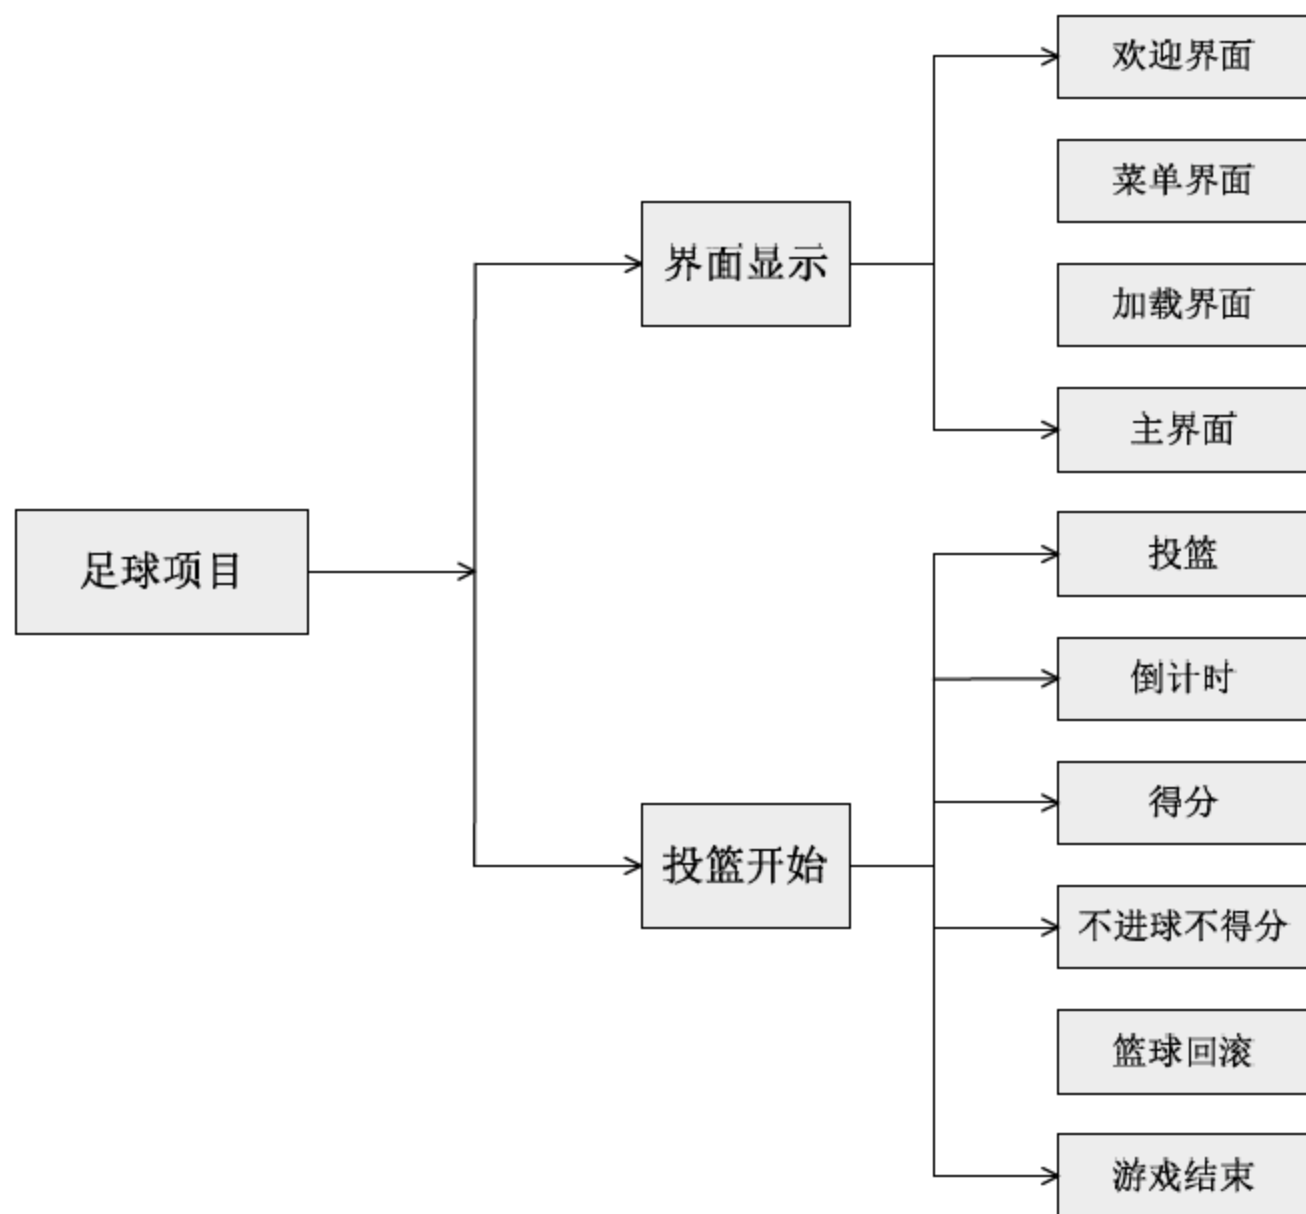 欢迎界面
菜单界面
界面显示
加载界面
主界面
足球项目
投篮
倒计时
得分
投篮开始
不进球不得分
篮球回滚
游戏结束